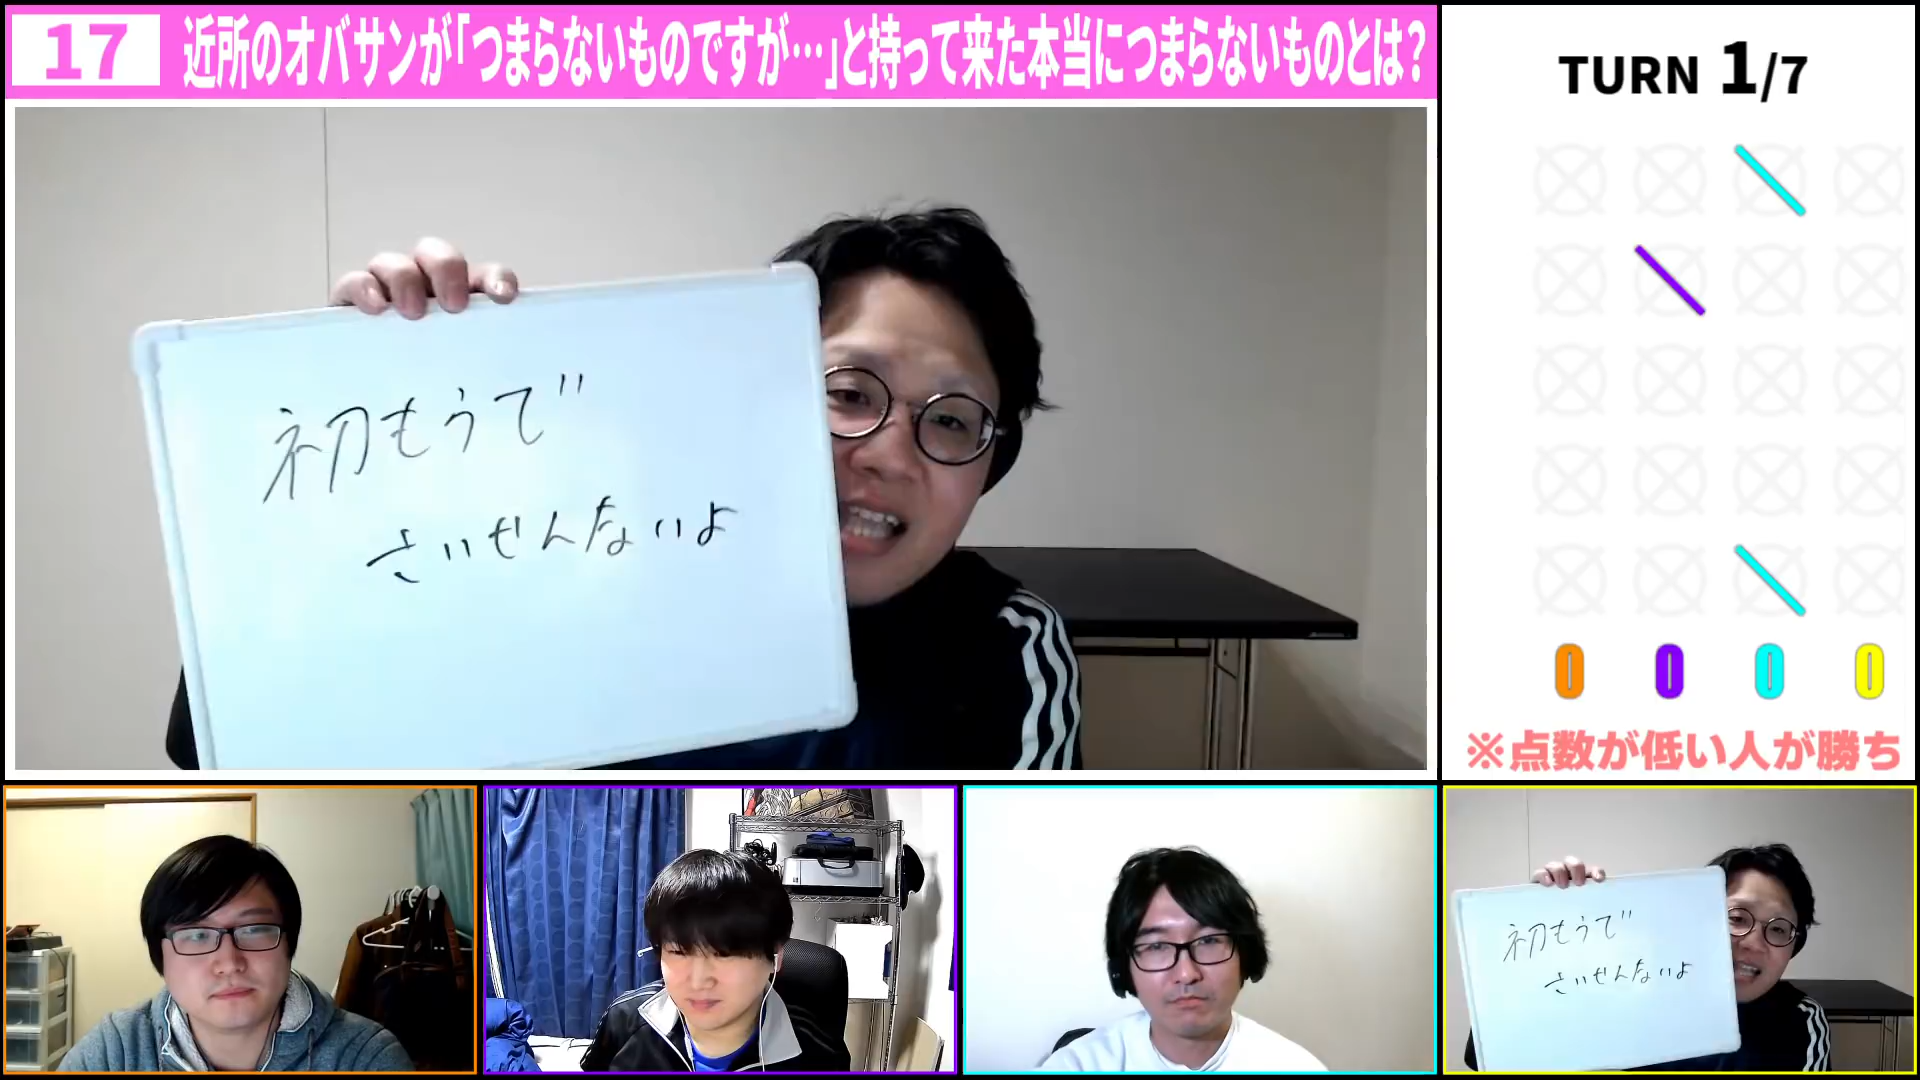 17
近所のオバサンが「つまらないものですが…」と持って来た本当につまらないものとは?
TURN 1/7
初もうで
さいせんないよ
0 0 0 0
※点数が低い人が勝ち
初もうで
さいせんないよ